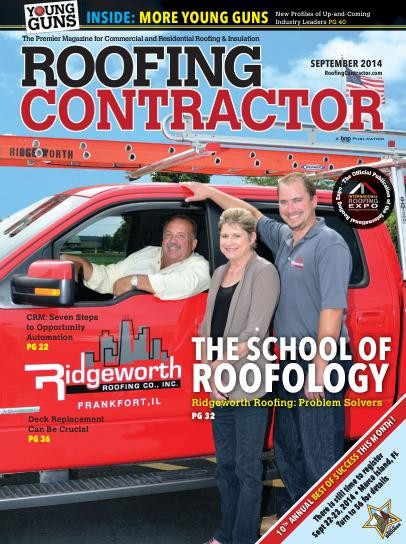 YOUNG GUNS
INSIDE: MORE YOUNG GUNS
New Profiles of Up-and-Coming
Industry Leaders PG 40
The Premier Magazine for Commercial and Residential Roofing & Insulation
ROOFING
SEPTEMBER 2014
RoofingContractor.com
CONTRACTOR
A bnp PUBLICATION
RIDGEWORTH
The Official Publication of the International Roofing Expo
INTERNATIONAL
ROOFING
EXPO
CRM: Seven Steps
to Opportunity
Automation
PG 22
Ridgeworth
ROOFING CO., INC.
FRANKFORT, IL
THE SCHOOL OF
ROOFOLOGY
Ridgeworth Roofing: Problem Solvers
PG 32
Deck Replacement
Can Be Crucial
PG 36
10TH ANNUAL BEST OF SUCCESS THIS MONTH!
There is still time to register
Sept 22-23, 2014 • Marco Island, FL
Turn to 56 for details